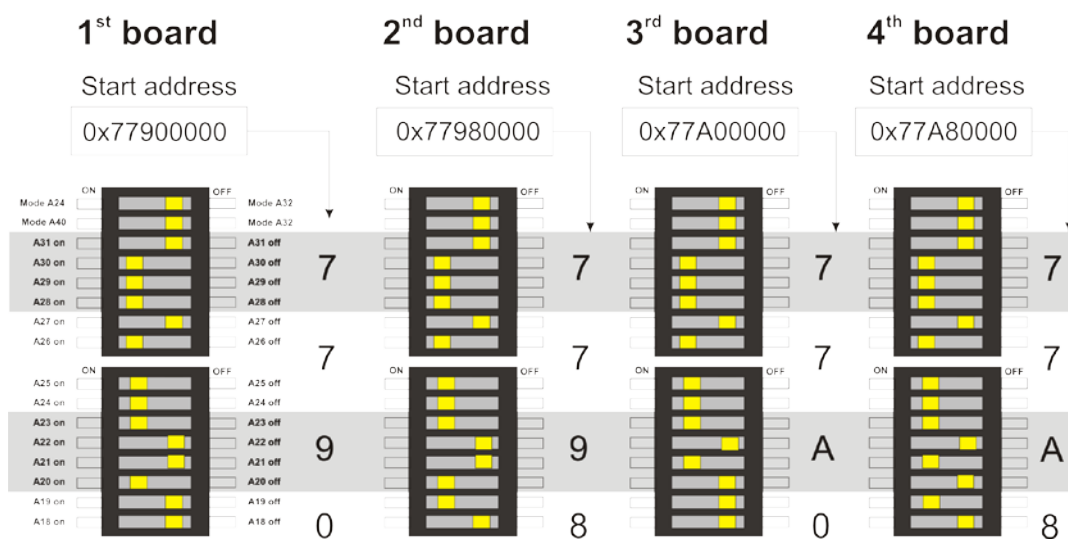 1st board 2nd board 3rd board 4th board
Start address Start address Start address Start address
0x77900000 0x77980000 0x77A00000 0x77A80000
ON OFF ON OFF ON OFF ON OFF
Mode A24 Mode A32
Mode A40 Mode A32
A31 on A31 off
A30 on A30 off 7 7 7 7
A29 on A29 off
A28 on A28 off
A27 on A27 off
A26 on A26 off 7 7 7 7
ON OFF ON OFF ON OFF ON OFF
A25 on A25 off
A24 on A24 off
A23 on A23 off
A22 on A22 off 9 9 A A
A21 on A21 off
A20 on A20 off
A19 on A19 off
A18 on A18 off 0 8 0 8